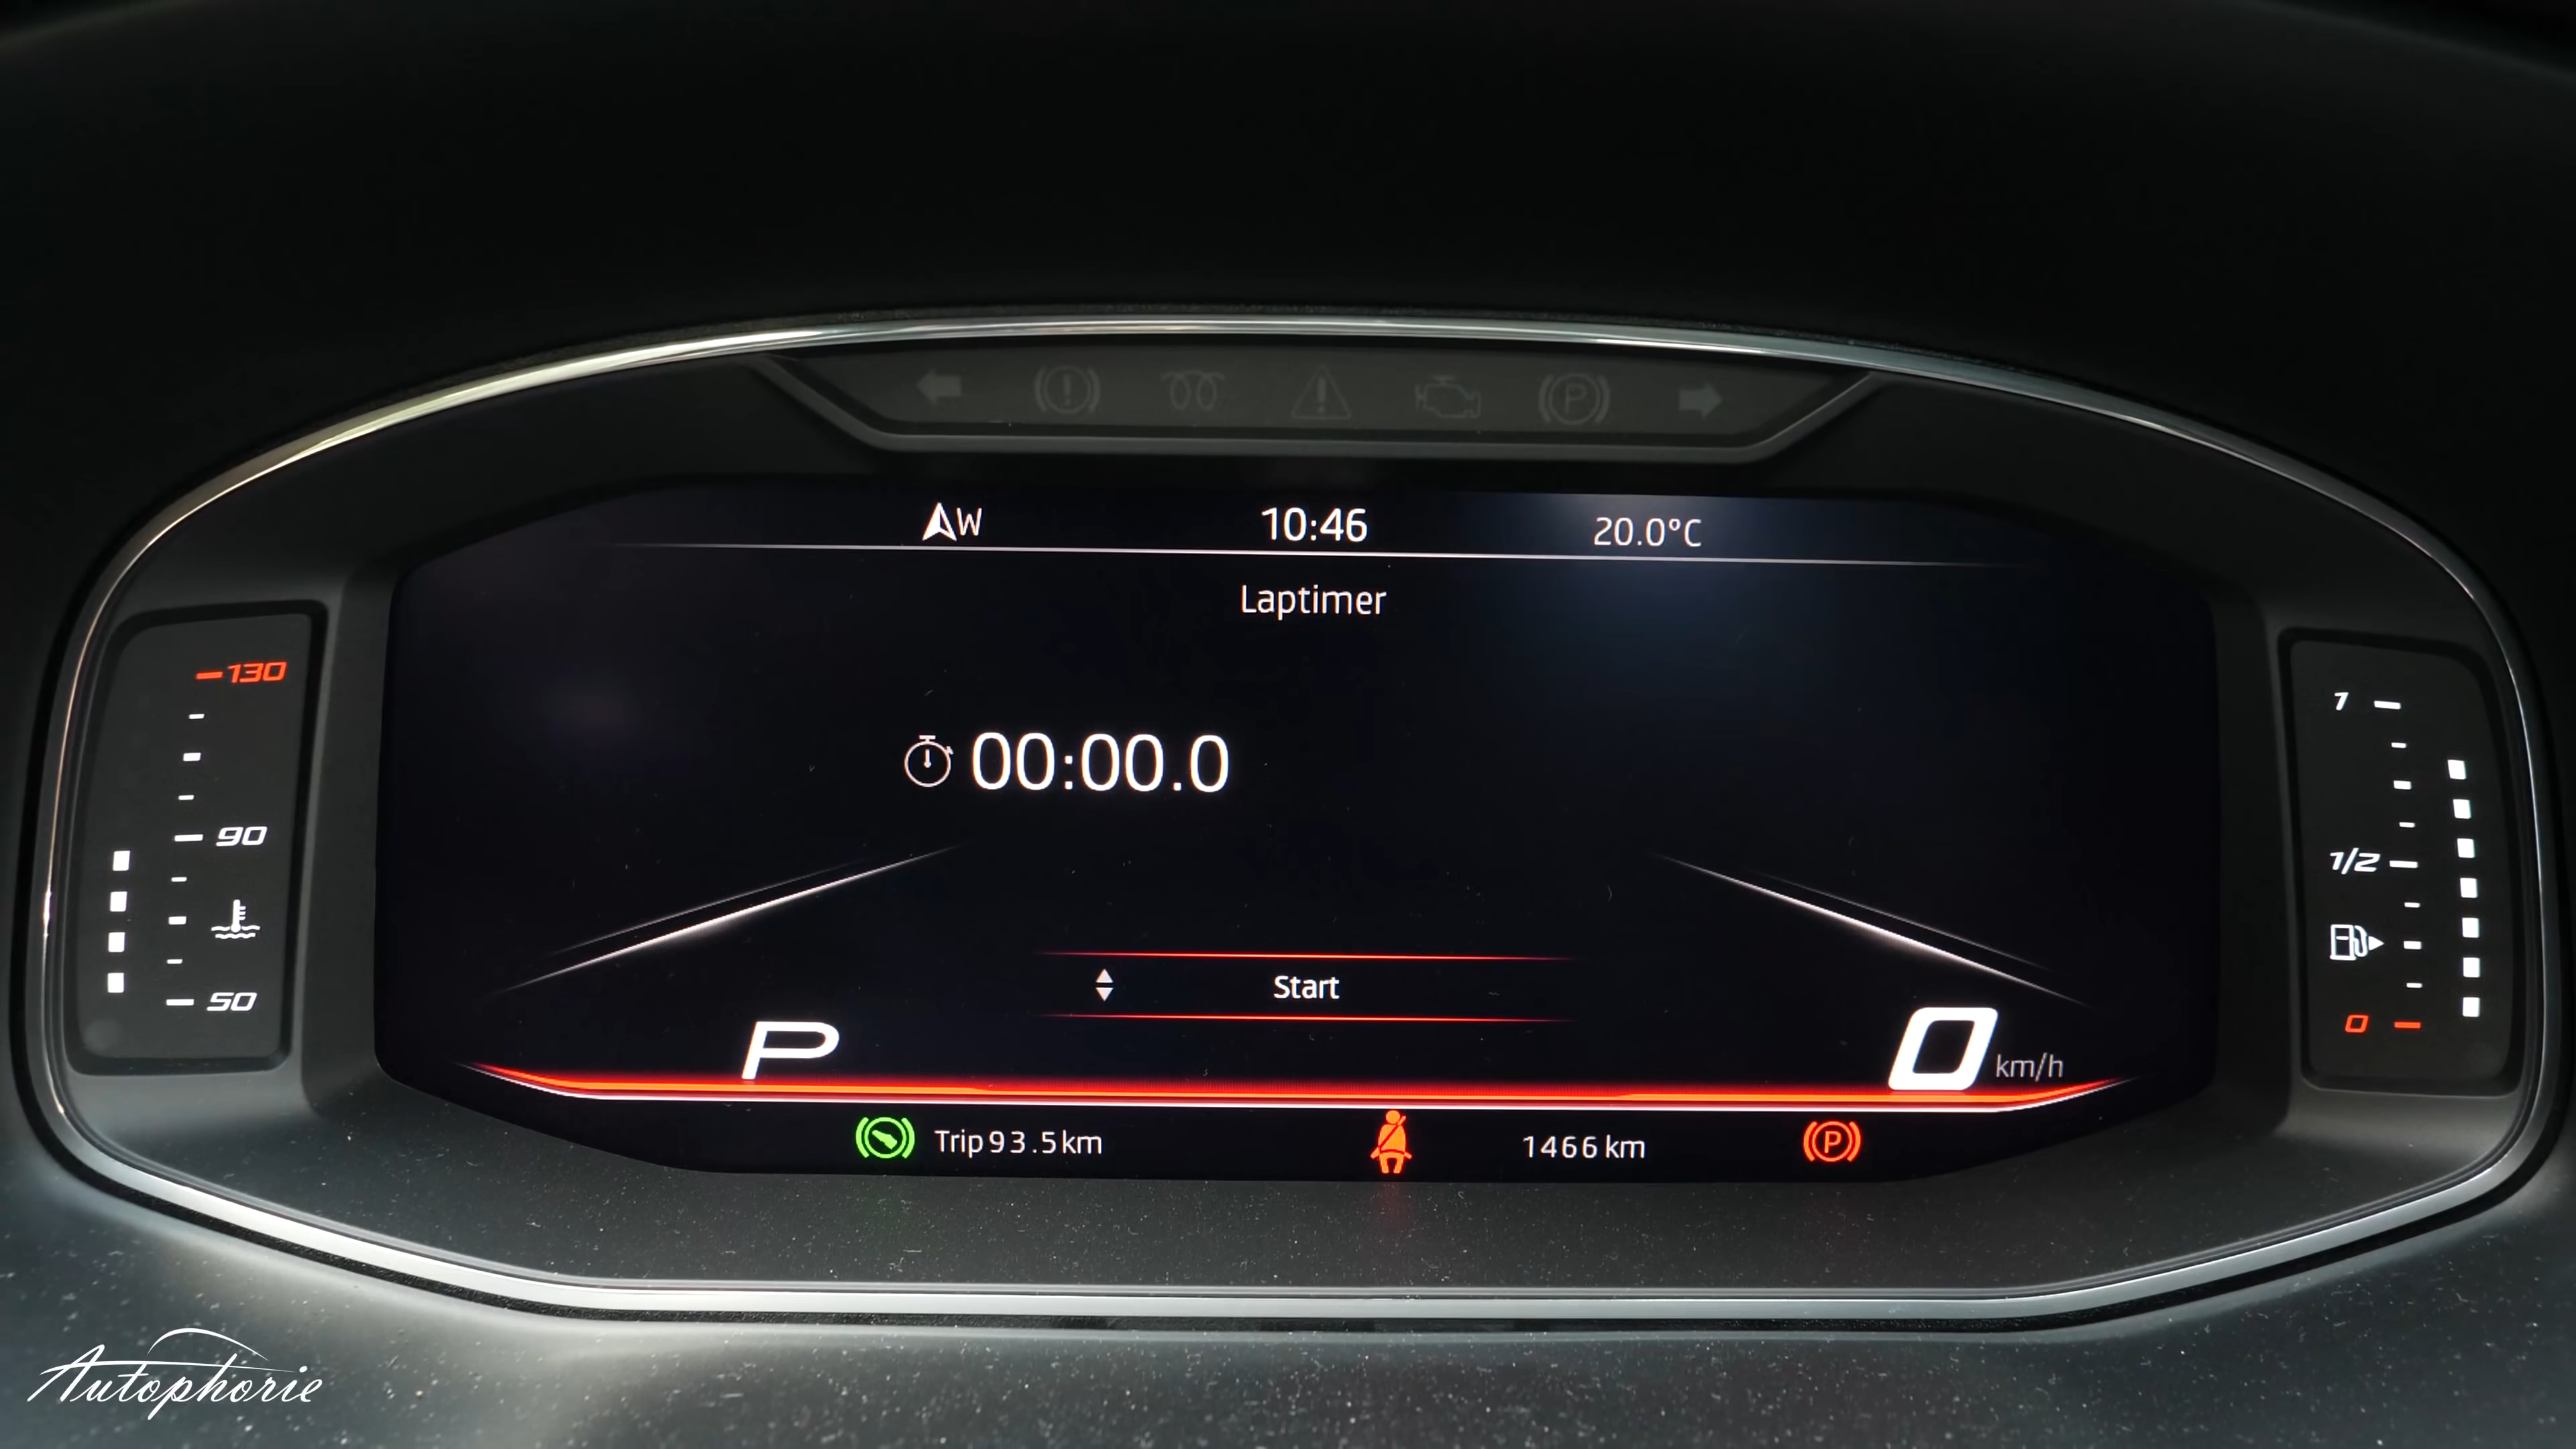 W 10:46 20.0°C
Laptimer
130
90
50
00:00.0
1
1/2
0
Start
P
0 km/h
Trip 93.5 km
1466 km
P
P
Autophorie